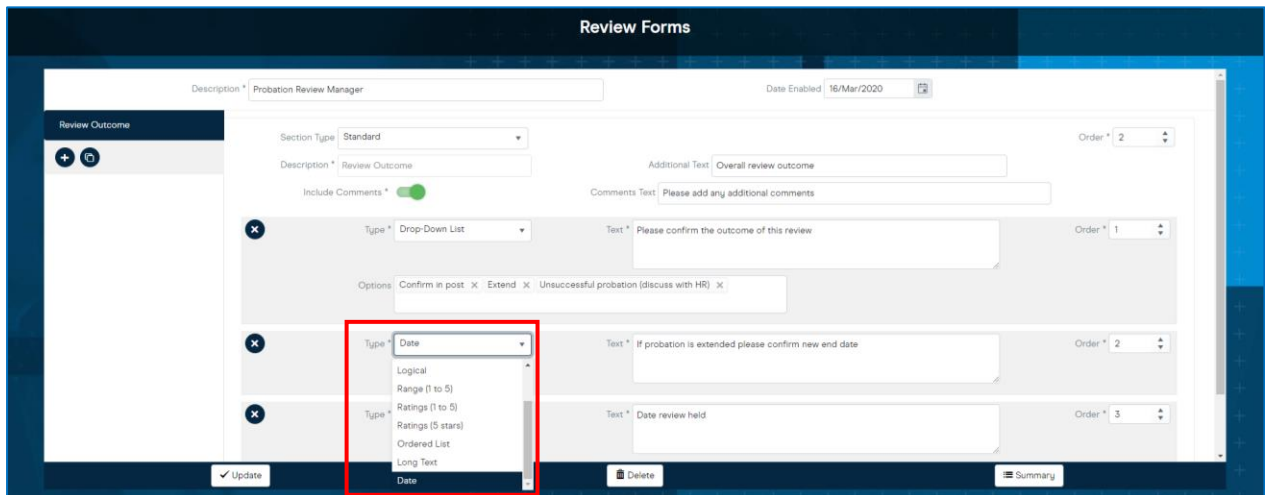 Review Forms
Description * Probation Review Manager Date Enabled 16/Mar/2020
Review Outcome
Section Type Standard Order * 2
Description * Review Outcome Additional Text Overall review outcome
Include Comments * Comments Text Please add any additional comments
Type * Drop-Down List Text * Please confirm the outcome of this review Order * 1
Options Confirm in post × Extend × Unsuccessful probation (discuss with HR) ×
Type * Date Text * If probation is extended please confirm new end date Order * 2
Logical
Range (1 to 5)
Ratings (1 to 5)
Type * Text * Date review held Order * 3
Ratings (5 stars)
Ordered List
Long Text
Date
Update Delete Summary